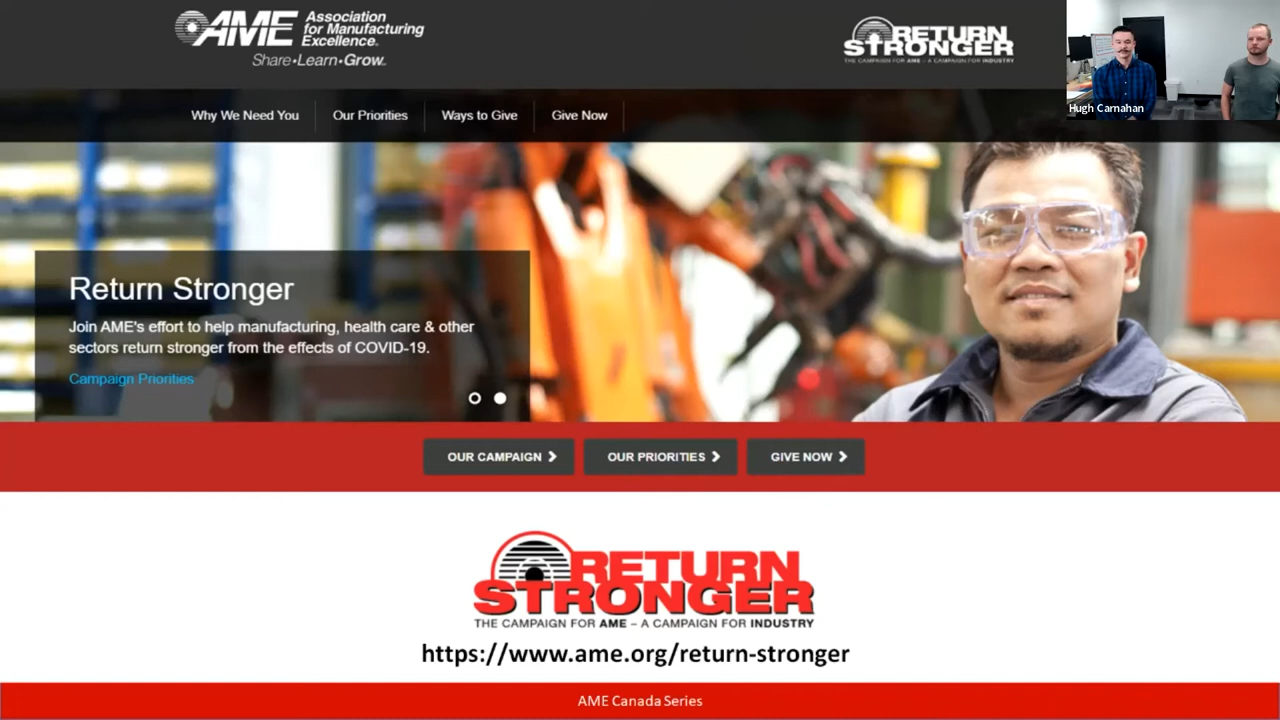 AME Association
for Manufacturing
Excellence.
Share•Learn•Grow
RETURN
STRONGER
THE CAMPAIGN FOR AME – A CAMPAIGN FOR INDUSTRY
Hugh Carnahan
Why We Need You
Our Priorities
Ways to Give
Give Now
Return Stronger
Join AME's effort to help manufacturing, health care & other
sectors return stronger from the effects of COVID-19.
Campaign Priorities
OUR CAMPAIGN
OUR PRIORITIES
GIVE NOW
RETURN
STRONGER
THE CAMPAIGN FOR AME – A CAMPAIGN FOR INDUSTRY
https://www.ame.org/return-stronger
AME Canada Series